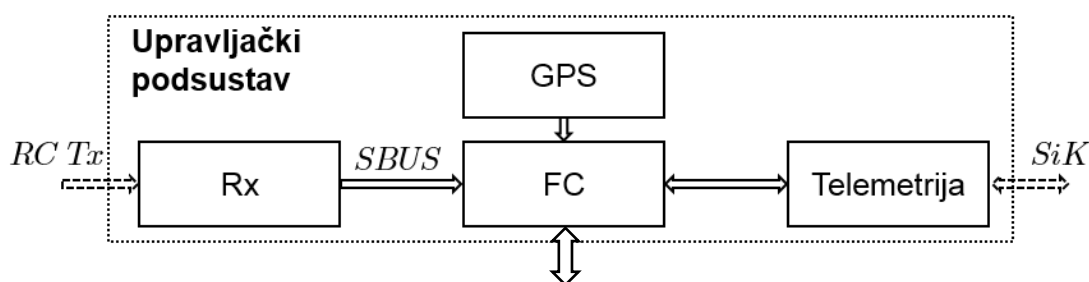 Upravljački
podsustav
GPS
RC Tx
Rx
SBUS
FC
Telemetrija
SiK